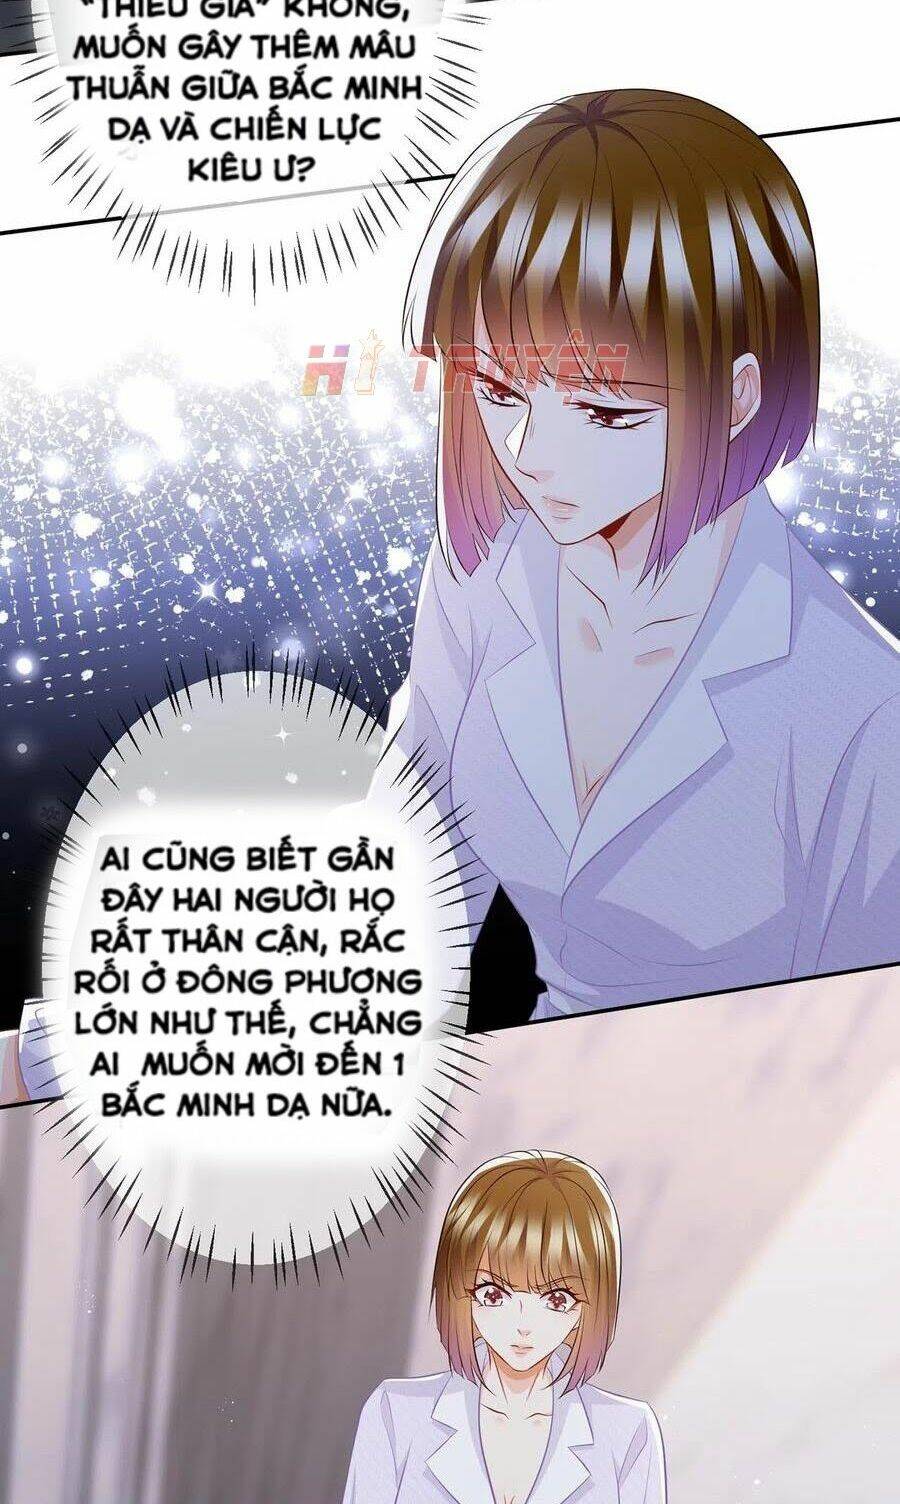 "THIẾU GIA" KHÔNG,
MUỐN GÂY THÊM MÂU
THUẪN GIỮA BẮC MINH
DẠ VÀ CHIẾN LỰC
KIÊU Ư?
HI TRUYỆN
AI CŨNG BIẾT GẦN
ĐÂY HAI NGƯỜI HỌ
RẤT THÂN CẬN, RẮC
RỐI Ở ĐÔNG PHƯƠNG
LỚN NHƯ THẾ, CHẲNG
AI MUỐN MỜI ĐẾN 1
BẮC MINH DẠ NỮA.